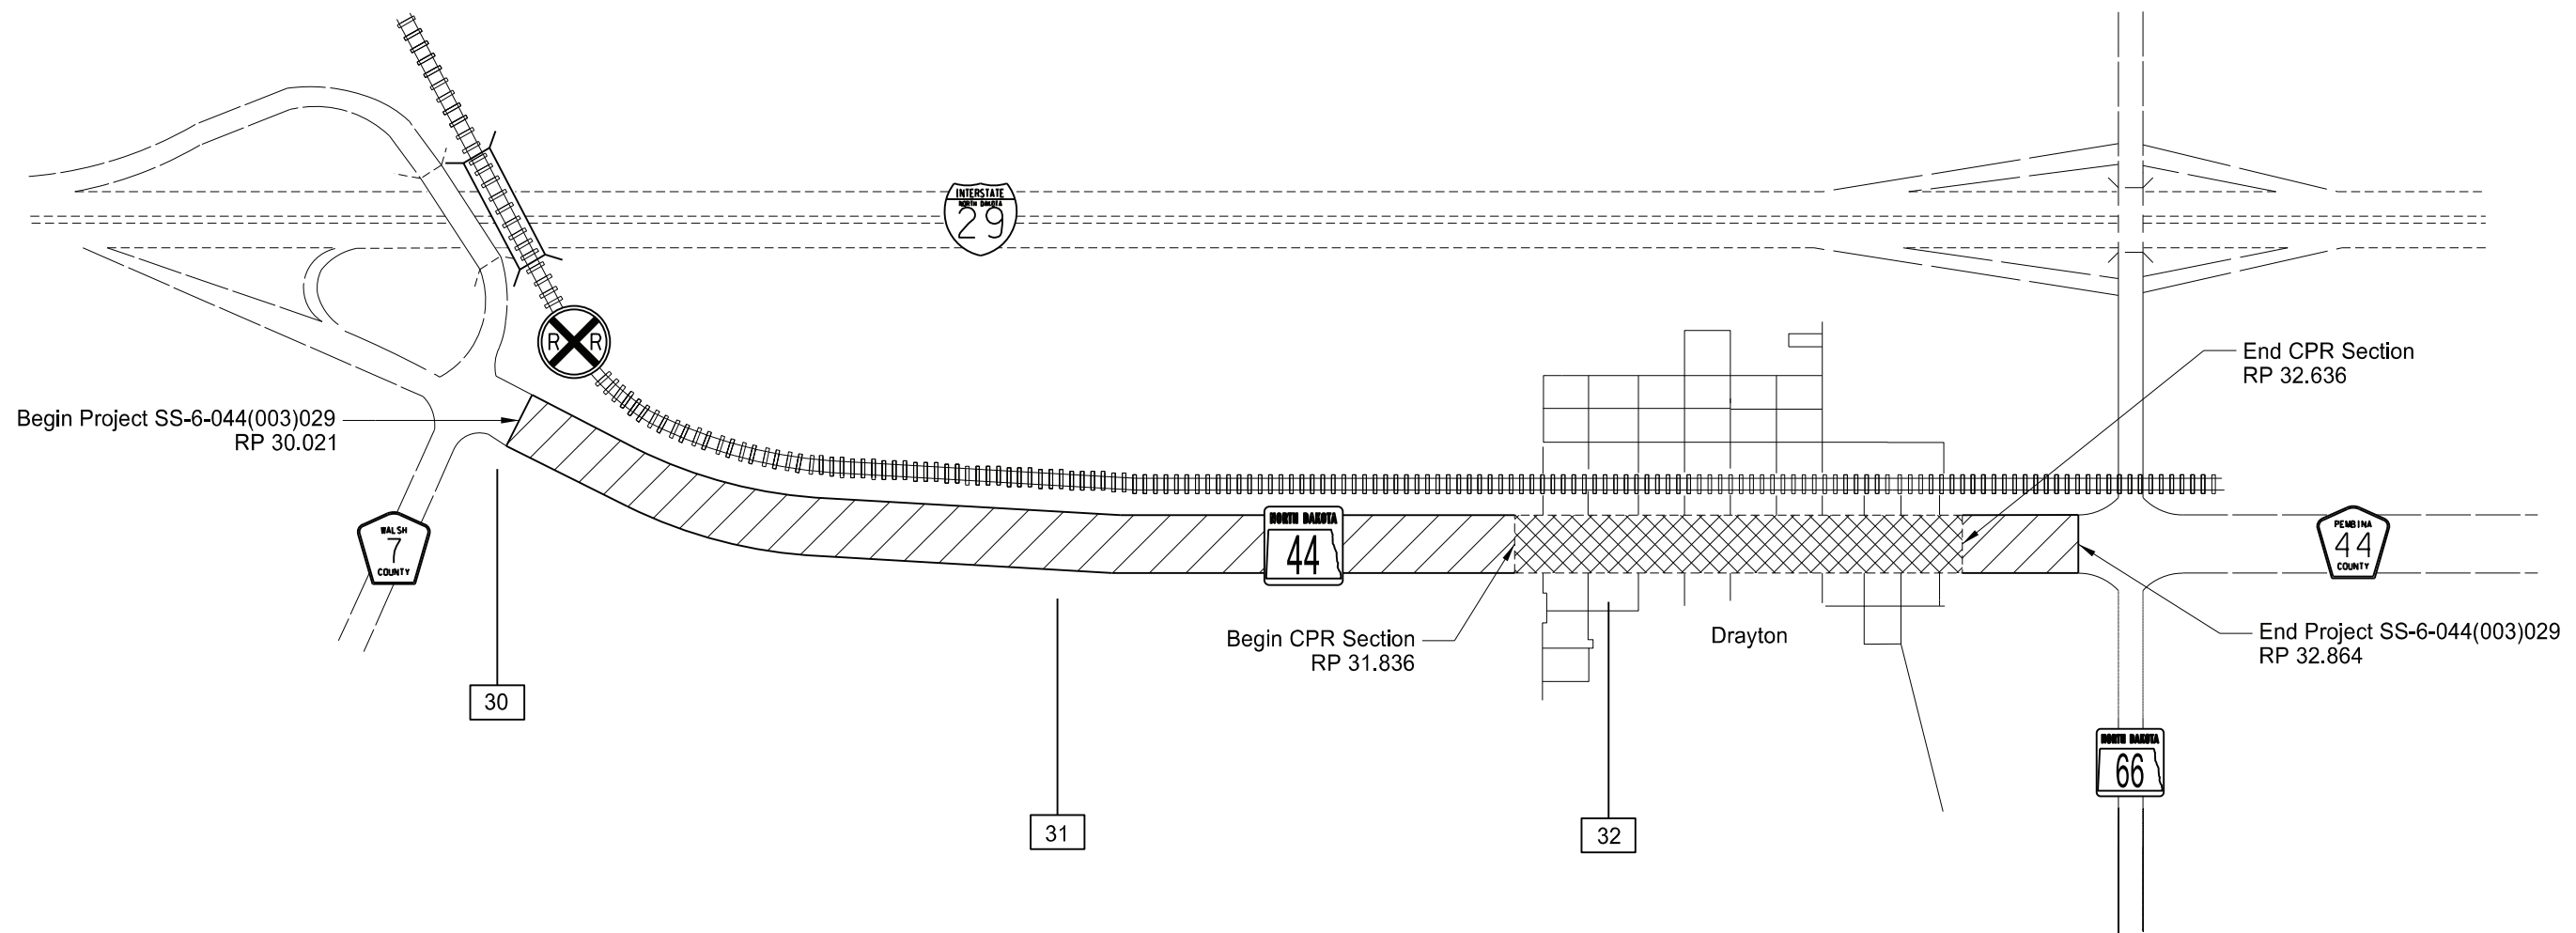 INTERSTATE
NORTH DAKOTA
29
R R
End CPR Section
RP 32.636
Begin Project SS-6-044(003)029
RP 30.021
WALSH
7
COUNTY
NORTH DAKOTA
44
PEMBINA
44
COUNTY
Begin CPR Section
RP 31.836
Drayton
End Project SS-6-044(003)029
RP 32.864
30
31
32
NORTH DAKOTA
66